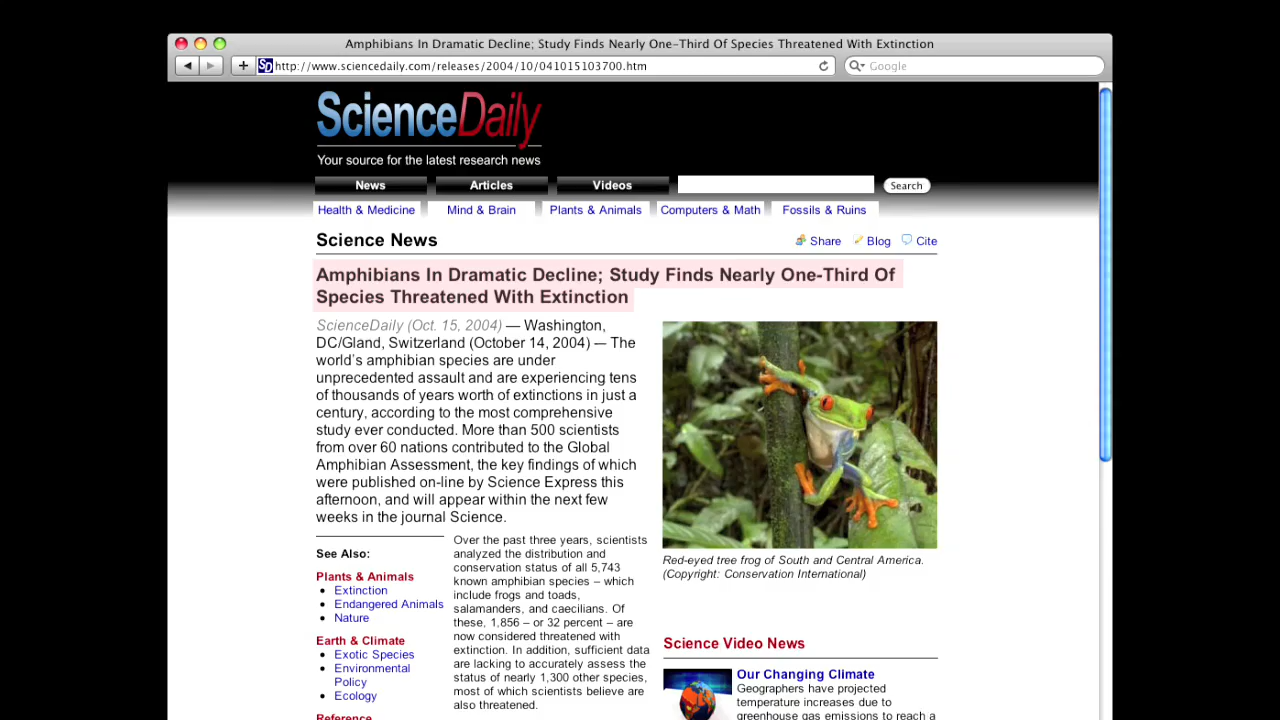 Amphibians In Dramatic Decline; Study Finds Nearly One-Third Of Species Threatened With Extinction
http://www.sciencedaily.com/releases/2004/10/041015103700.htm
Google
ScienceDaily
Your source for the latest research news
News Articles Videos Search
Health & Medicine Mind & Brain Plants & Animals Computers & Math Fossils & Ruins
Science News
Share Blog Cite
Amphibians In Dramatic Decline; Study Finds Nearly One-Third Of
Species Threatened With Extinction
ScienceDaily (Oct. 15, 2004) — Washington,
DC/Gland, Switzerland (October 14, 2004) –- The
world's amphibian species are under
unprecedented assault and are experiencing tens
of thousands of years worth of extinctions in just a
century, according to the most comprehensive
study ever conducted. More than 500 scientists
from over 60 nations contributed to the Global
Amphibian Assessment, the key findings of which
were published on-line by Science Express this
afternoon, and will appear within the next few
weeks in the journal Science.
See Also:
Plants & Animals
Extinction
Endangered Animals
Nature
Earth & Climate
Exotic Species
Environmental
Policy
Ecology
Reference
Over the past three years, scientists
analyzed the distribution and
conservation status of all 5,743
known amphibian species – which
include frogs and toads,
salamanders, and caecilians. Of
these, 1,856 – or 32 percent – are
now considered threatened with
extinction. In addition, sufficient data
are lacking to accurately assess the
status of nearly 1,300 other species,
most of which scientists believe are
also threatened.
Red-eyed tree frog of South and Central America.
(Copyright: Conservation International)
Science Video News
Our Changing Climate
Geographers have projected
temperature increases due to
greenhouse gas emissions to reach a